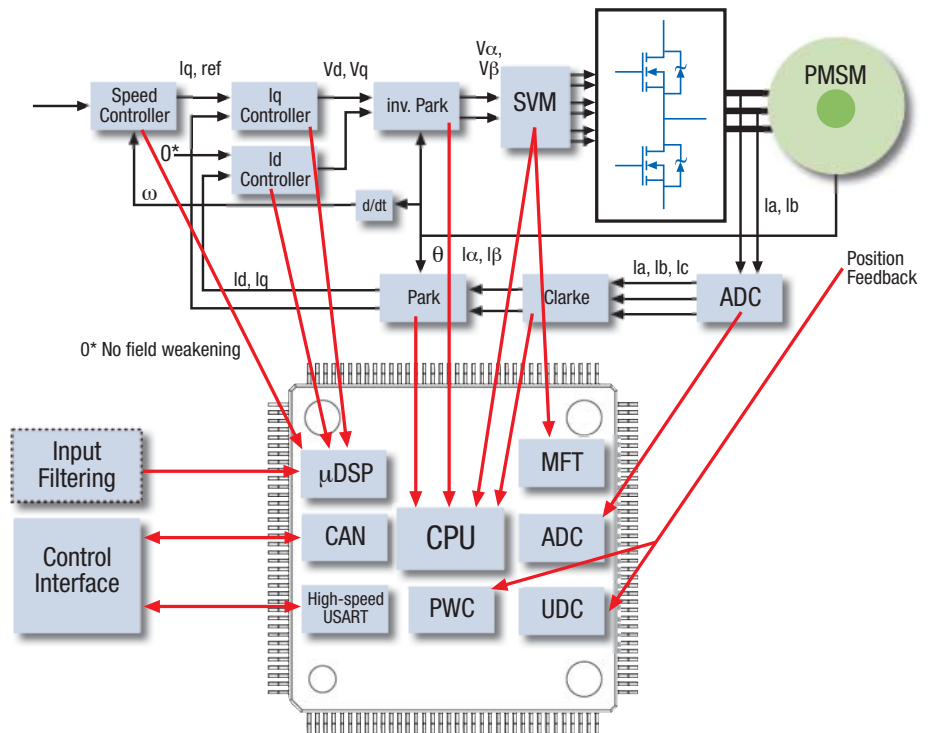 Iq, ref
Vd, Vq
Vα,
Vβ
Speed
Controller
Iq
Controller
inv. Park
SVM
PMSM
0*
Id
Controller
ω
d/dt
Ia, Ib
θ
Iα, Iβ
Id, Iq
Park
Clarke
Ia, Ib, Ic
ADC
Position
Feedback
0* No field weakening
Input
Filtering
μDSP
MFT
Control
Interface
CAN
CPU
ADC
High-speed
USART
PWC
UDC